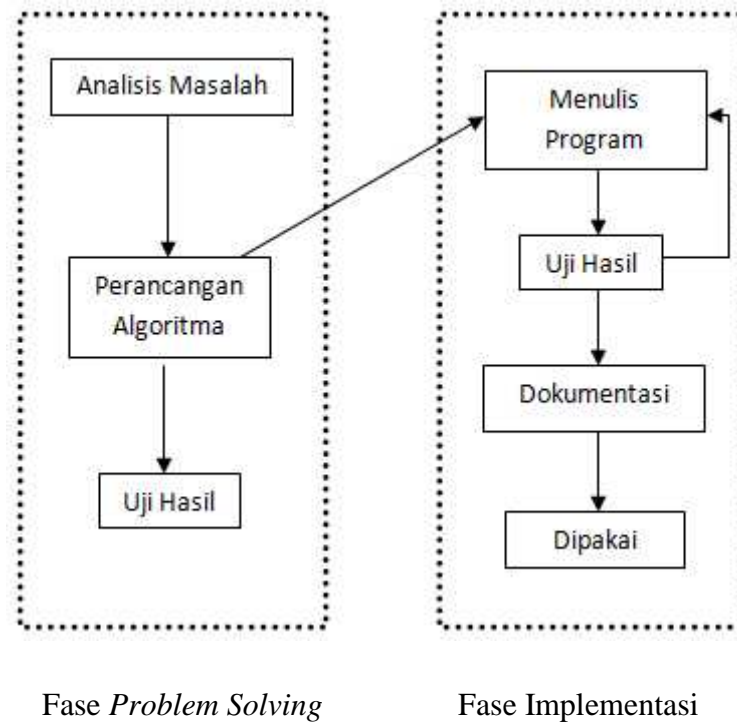 Analisis Masalah
Perancangan
Algoritma
Uji Hasil
Menulis
Program
Uji Hasil
Dokumentasi
Dipakai
Fase Problem Solving
Fase Implementasi